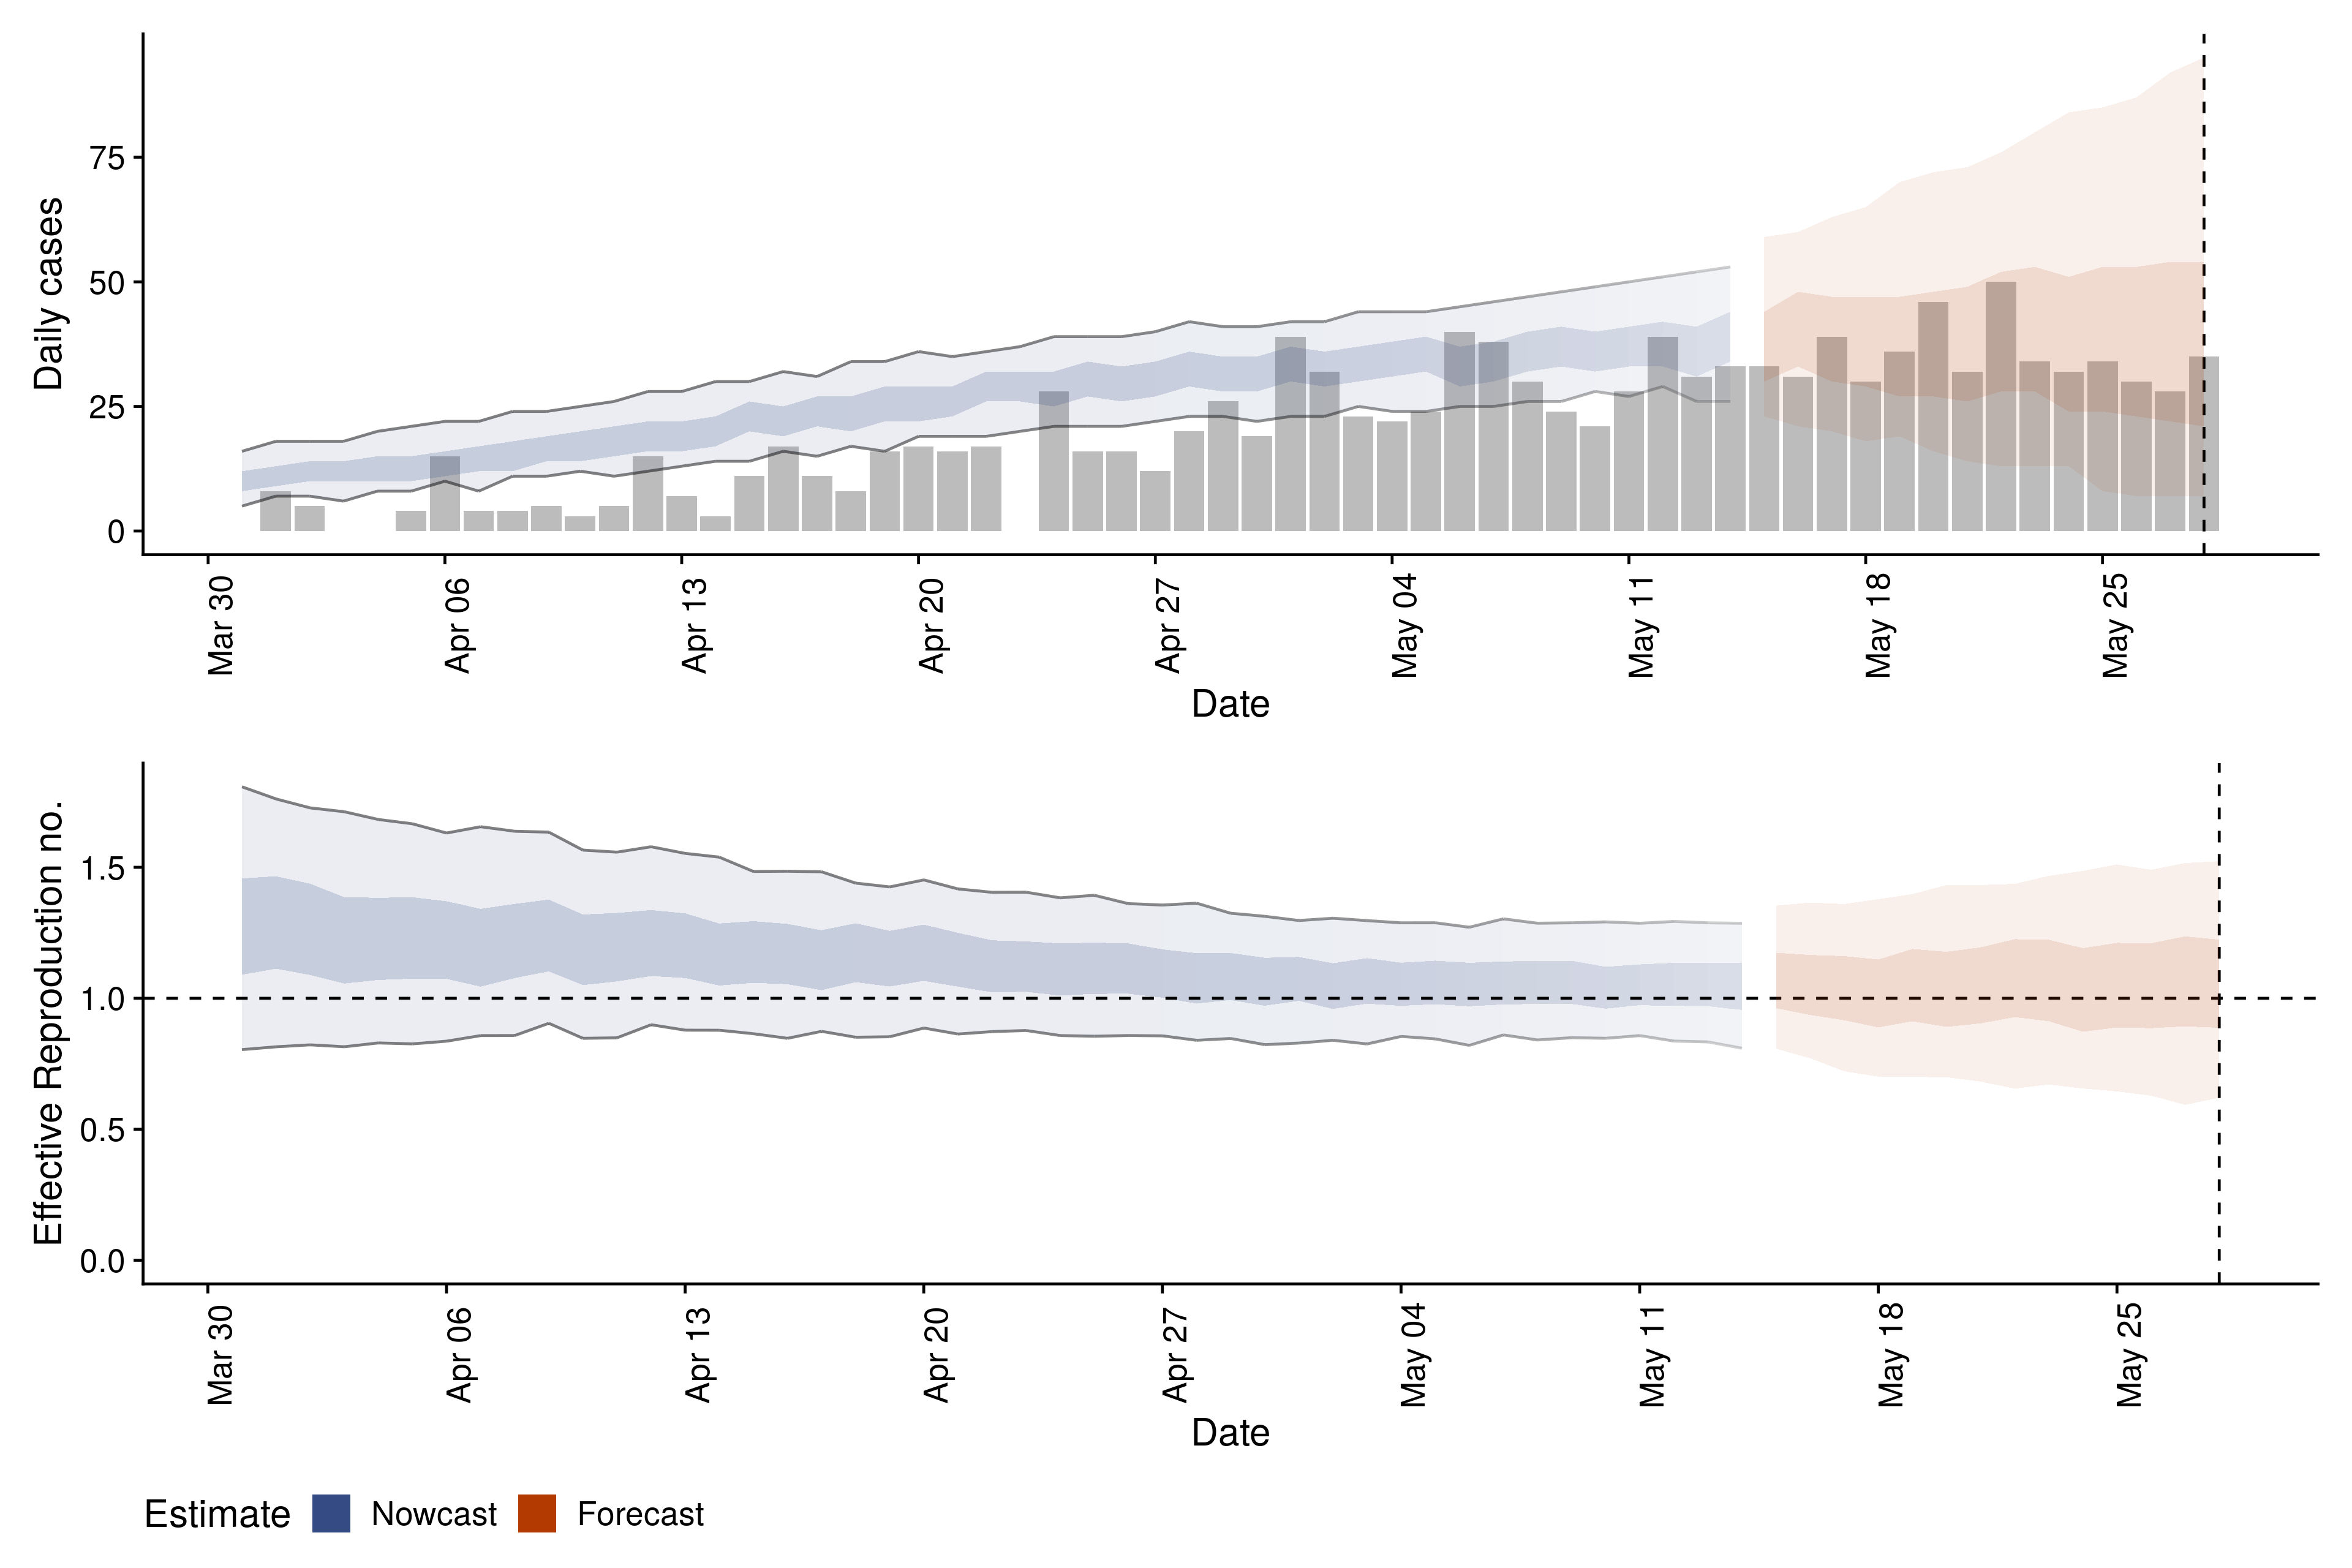 Daily cases
75
50
25
0
Mar 30
Apr 06
Apr 13
Apr 20
Apr 27
May 04
May 11
May 18
May 25
Date
Effective Reproduction no.
1.5
1.0
0.5
0.0
Mar 30
Apr 06
Apr 13
Apr 20
Apr 27
May 04
May 11
May 18
May 25
Date
Estimate Nowcast Forecast